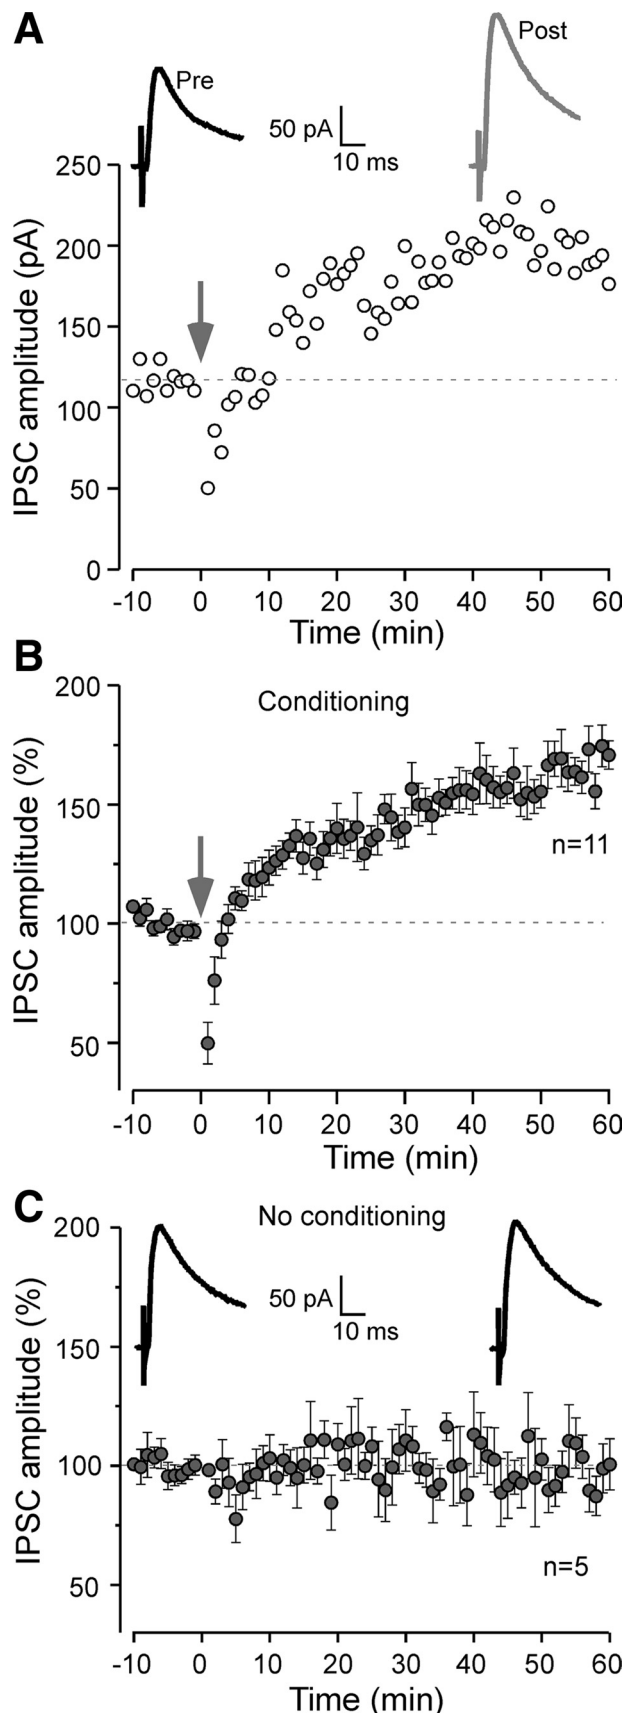 A
Post
Pre
50 pA
10 ms
250
200
150
100
50
0
IPSC amplitude (pA)
-10 0 10 20 30 40 50 60
Time (min)
B
200
150
100
50
Conditioning
IPSC amplitude (%)
n=11
-10 0 10 20 30 40 50 60
Time (min)
C
No conditioning
200
150
100
50
50 pA
10 ms
IPSC amplitude (%)
n=5
-10 0 10 20 30 40 50 60
Time (min)